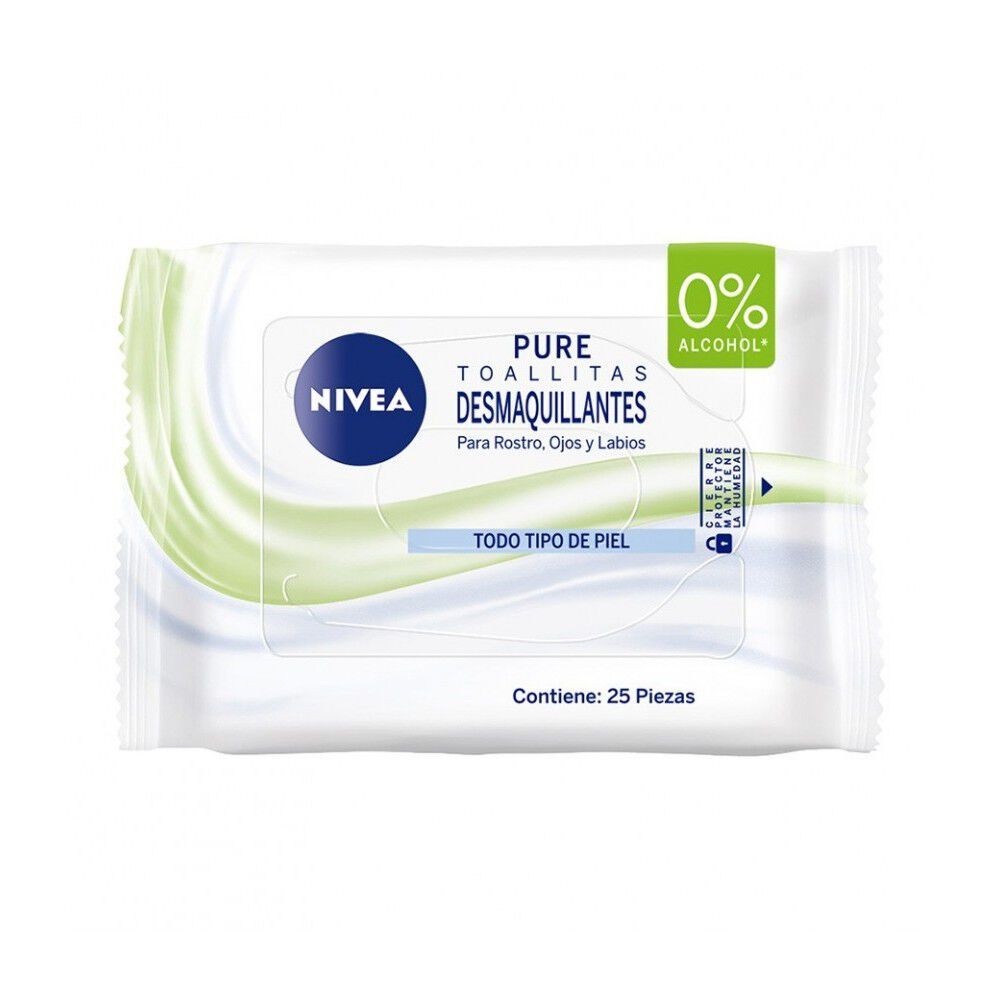 0%
ALCOHOL*
NIVEA
PURE
TOALLITAS
DESMAQUILLANTES
Para Rostro, Ojos y Labios
CIERRE
PROTECTOR
MANTIENE
LA HUMEDAD
TODO TIPO DE PIEL
Contiene: 25 Piezas